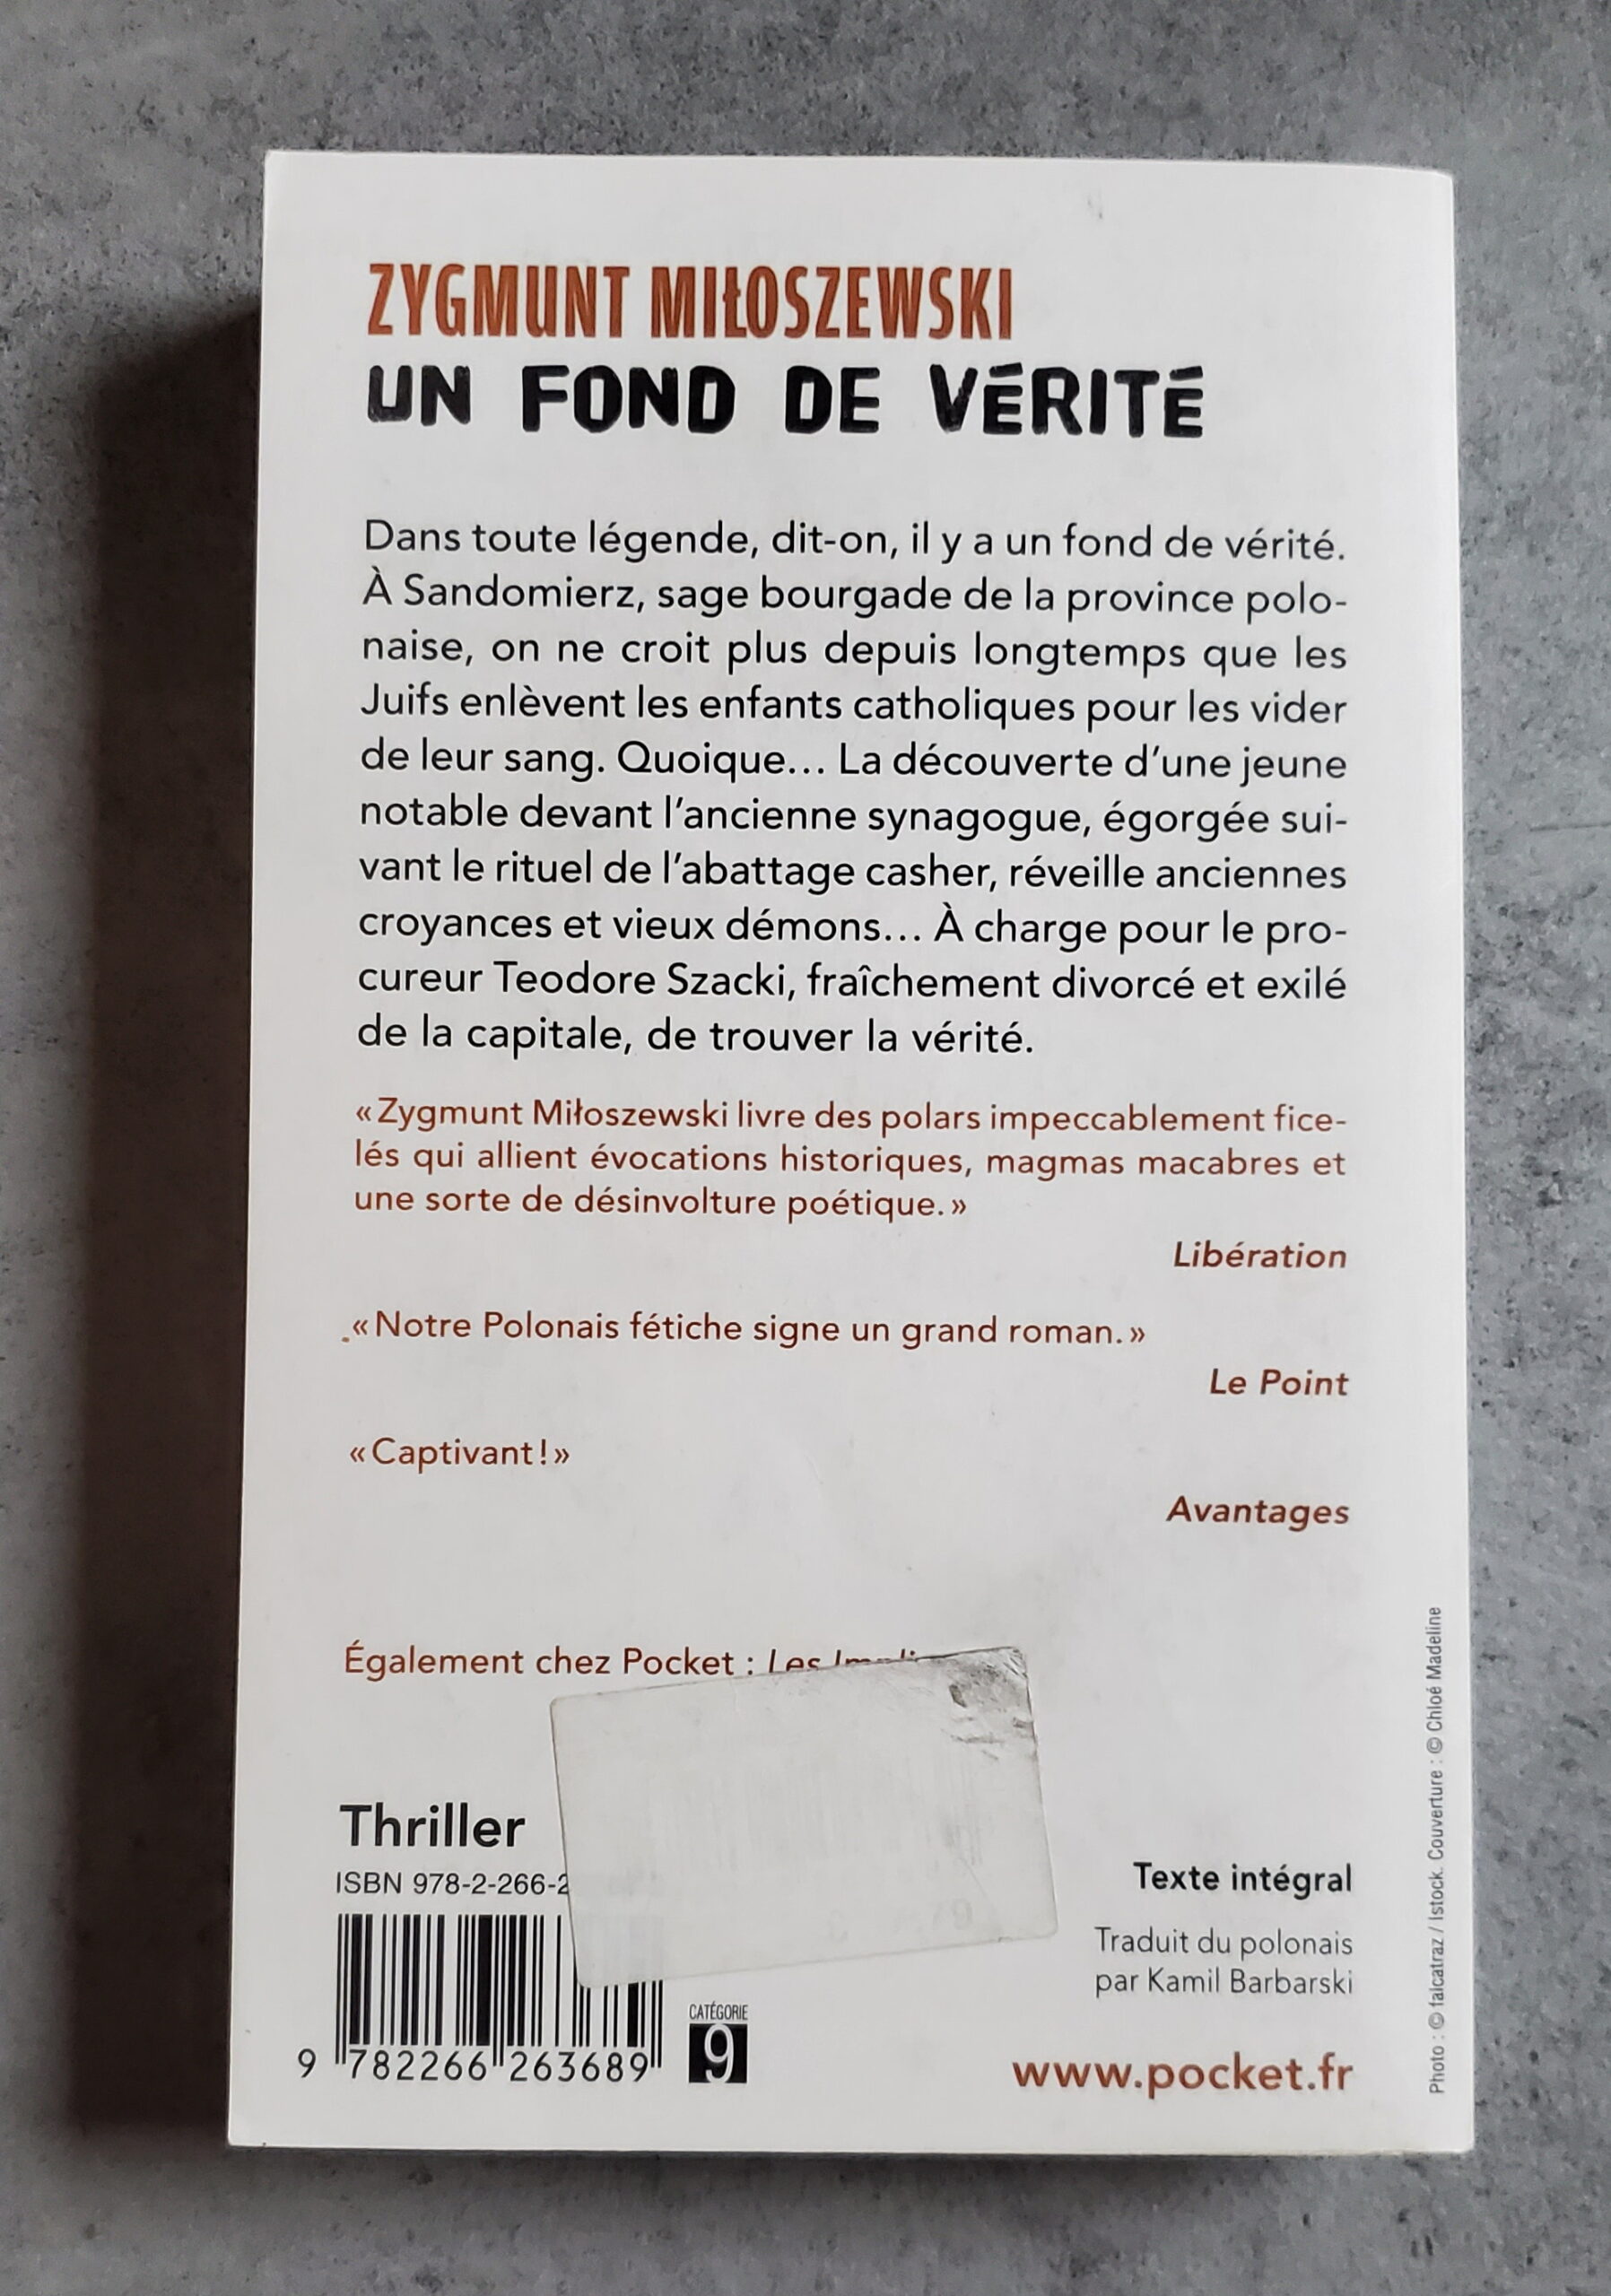 ZYGMUNT MIŁOSZEWSKI
UN FOND DE VÉRITÉ
Dans toute légende, dit-on, il y a un fond de vérité.
À Sandomierz, sage bourgade de la province polo-
naise, on ne croit plus depuis longtemps que les
Juifs enlèvent les enfants catholiques pour les vider
de leur sang. Quoique… La découverte d’une jeune
notable devant l’ancienne synagogue, égorgée sui-
vant le rituel de l’abattage casher, réveille anciennes
croyances et vieux démons… À charge pour le pro-
cureur Teodore Szacki, fraîchement divorcé et exilé
de la capitale, de trouver la vérité.
« Zygmunt Miłoszewski livre des polars impeccablement fice-
lés qui allient évocations historiques, magmas macabres et
une sorte de désinvolture poétique. »
Libération
« Notre Polonais fétiche signe un grand roman. »
Le Point
« Captivant ! »
Avantages
Également chez Pocket : Les
Thriller
ISBN 978-2-266-2
9 782266 263689
CATÉGORIE
9
Texte intégral
Traduit du polonais
par Kamil Barbarski
www.pocket.fr
Photo : © taicatraz / Istock. Couverture : © Chloé Madeline